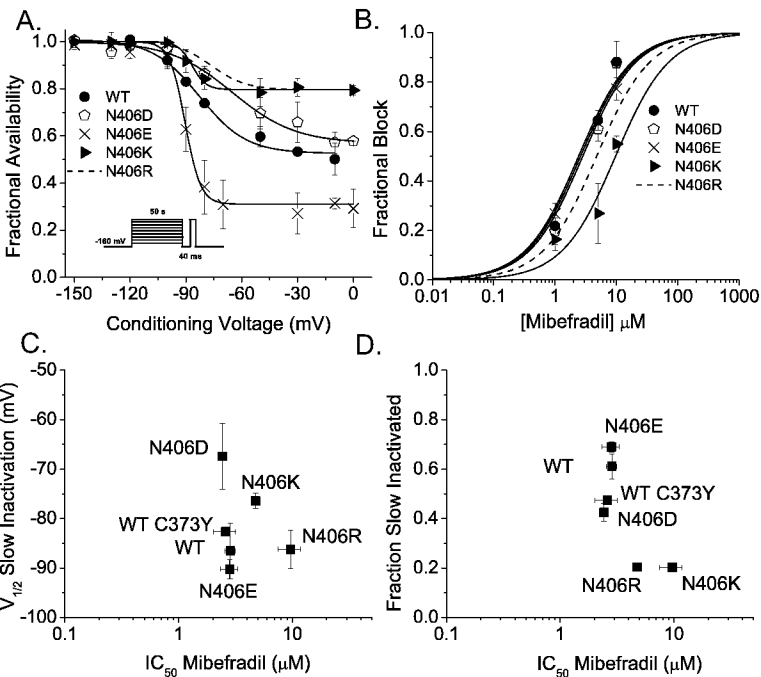 A.
Fractional Availability
1.0
0.8
0.6
0.4
0.2
0.0
WT
N406D
N406E
N406K
N406R
50 s
-160 mV
40 ms
-150
-120
-90
-60
-30
0
Conditioning Voltage (mV)
B.
Fractional Block
1.0
0.8
0.6
0.4
0.2
0.0
WT
N406D
N406E
N406K
N406R
0.01
0.1
1
10
100
1000
[Mibefradil] μM
C.
V1/2 Slow Inactivation (mV)
-50
-60
-70
-80
-90
-100
N406D
N406K
WT C373Y
N406R
WT
N406E
0.1
1
10
IC50 Mibefradil (μM)
D.
Fraction Slow Inactivated
1.0
0.8
0.6
0.4
0.2
0.0
N406E
WT
WT C373Y
N406D
N406R
N406K
0.1
1
10
IC50 Mibefradil (μM)